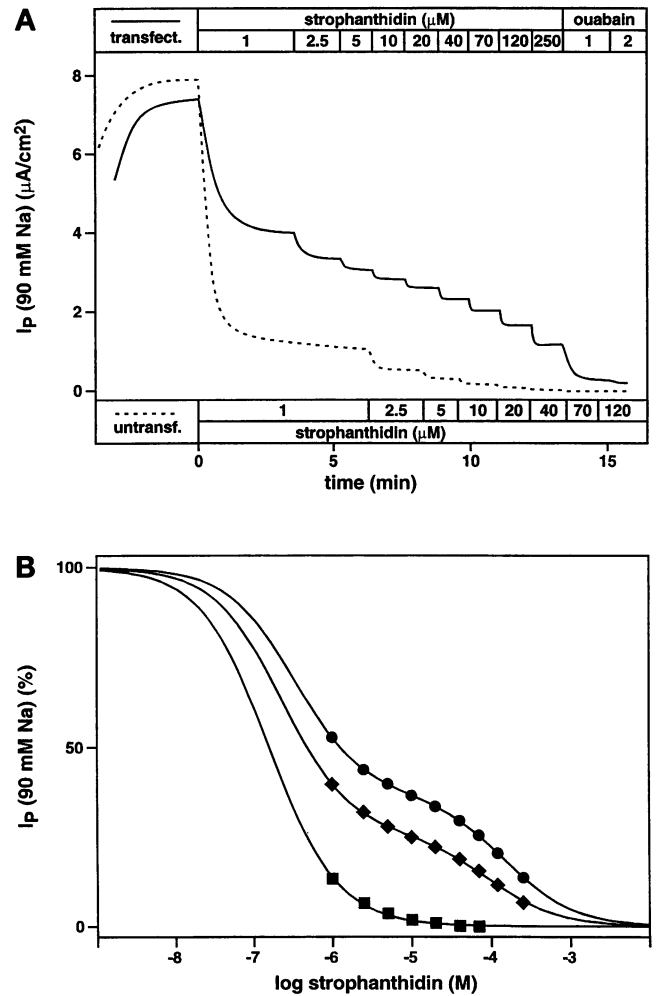 A
strophanthidin (μM) ouabain
transfect. 1 2.5 5 10 20 40 70 120 250 1 2
8
6
4
2
0
I_P (90 mM Na) (μA/cm²)
untransf. 1 2.5 5 10 20 40 70 120
strophanthidin (μM)
0 5 10 15
time (min)
B
100
50
0
I_P (90 mM Na) (%)
-8 -7 -6 -5 -4 -3
log strophanthidin (M)